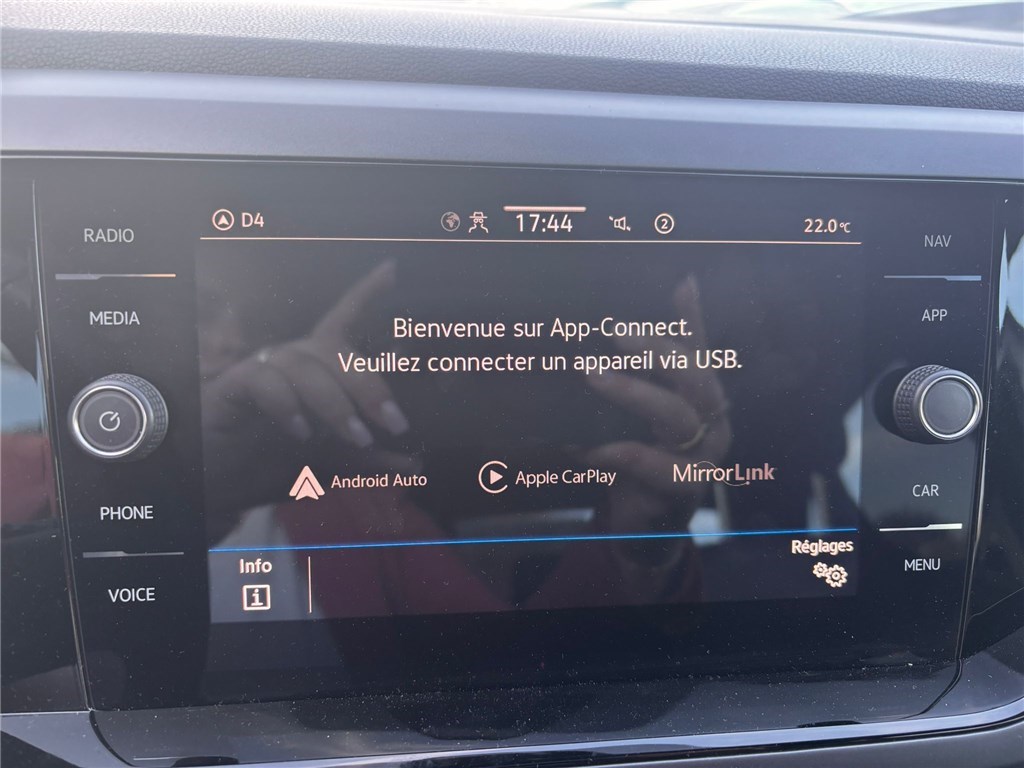 D4 17:44 2 22.0°C
RADIO
MEDIA
PHONE
VOICE
Bienvenue sur App-Connect.
Veuillez connecter un appareil via USB.
Android Auto Apple CarPlay MirrorLink
Info
Réglages
NAV
APP
CAR
MENU